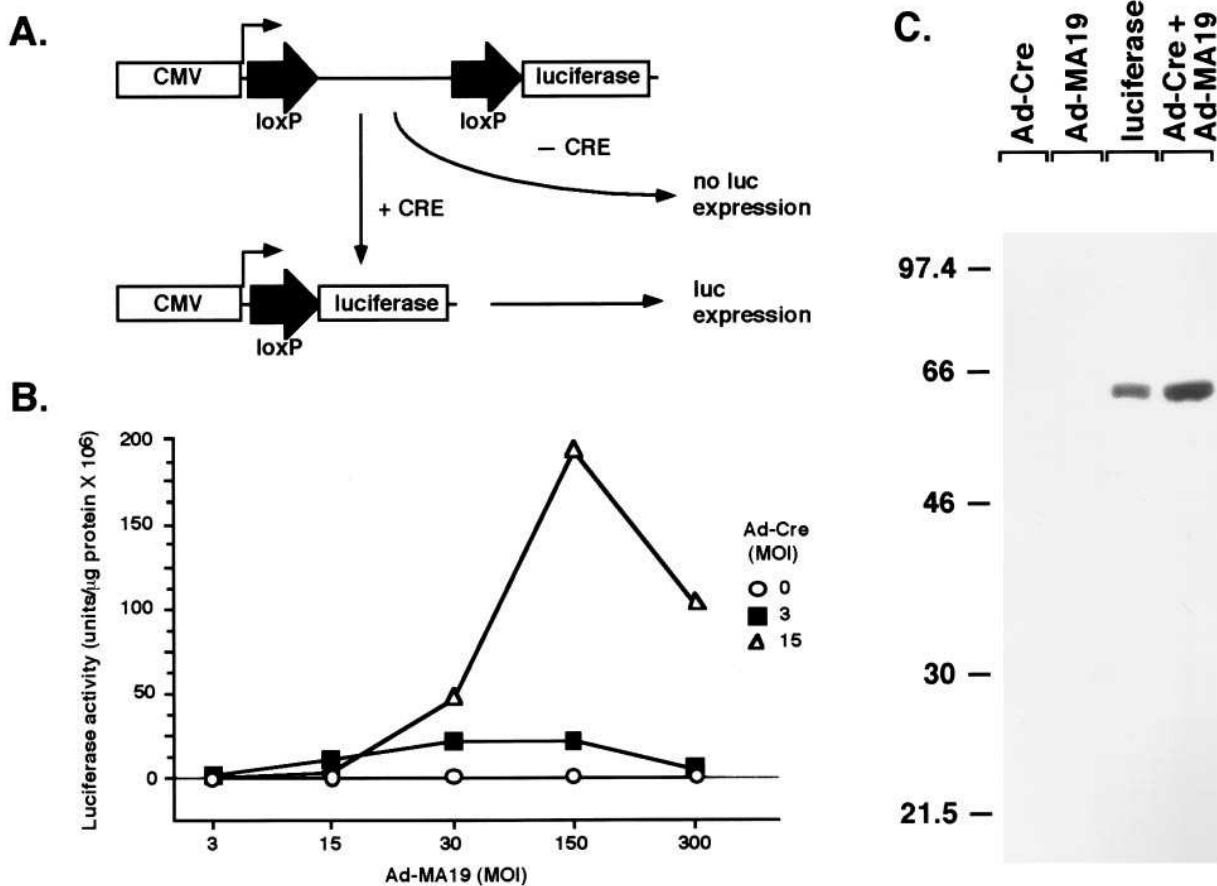 A.
CMV
loxP
loxP
luciferase
– CRE
no luc
expression
+ CRE
CMV
loxP
luciferase
luc
expression
B.
Luciferase activity (units/µg protein X 10⁶)
200
150
100
50
0
3
15
30
150
300
Ad-MA19 (MOI)
Ad-Cre
(MOI)
0
3
15
C.
Ad-Cre
Ad-MA19
luciferase
Ad-Cre +
Ad-MA19
97.4
66
46
30
21.5